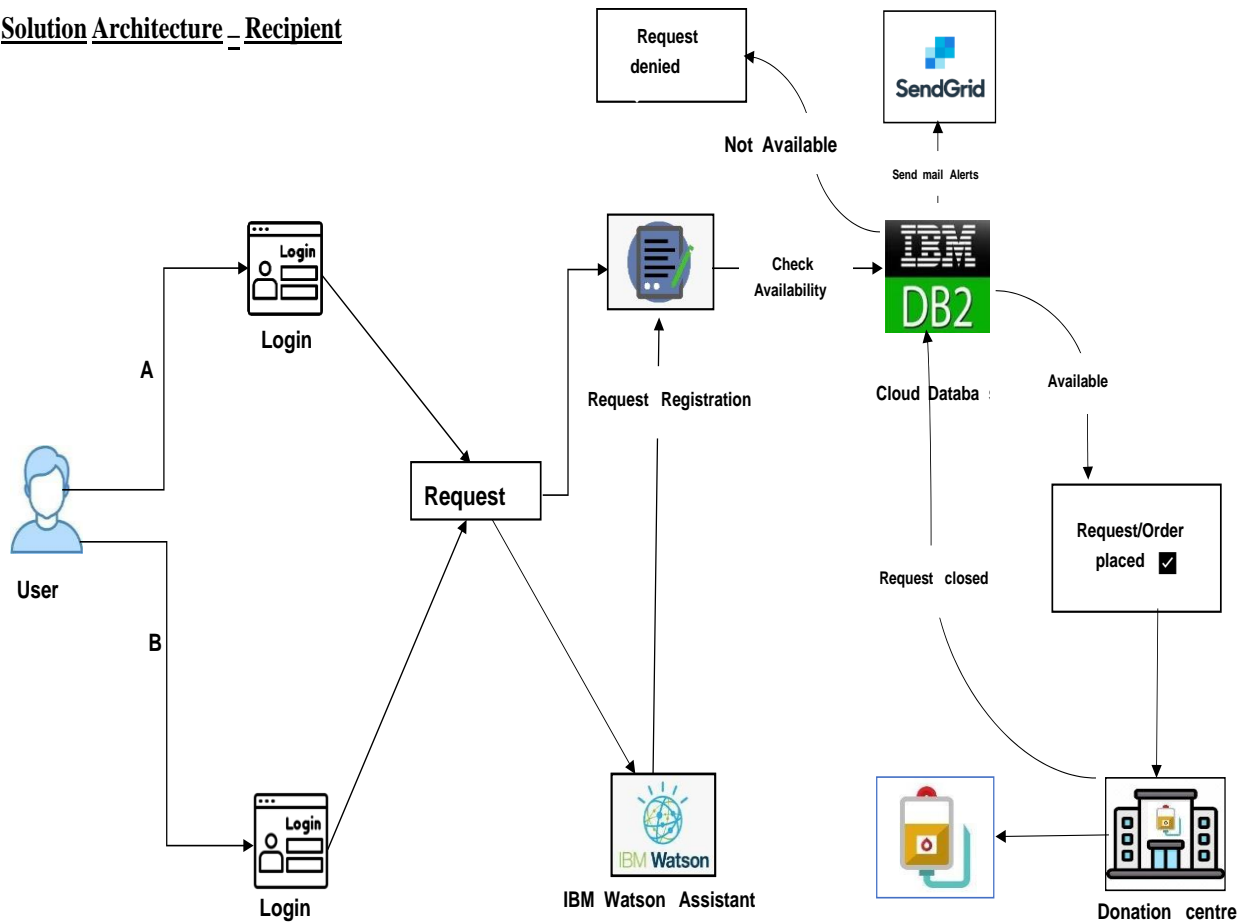 Solution Architecture _ Recipient
Request
denied
SendGrid
Not Available
Send mail Alerts
Login
Login
A
Check
Availability
IBM
DB2
Request Registration
Cloud Databa
Available
Request
User
Request/Order
placed
Request closed
B
Login
Login
IBM Watson
IBM Watson Assistant
Donation centre